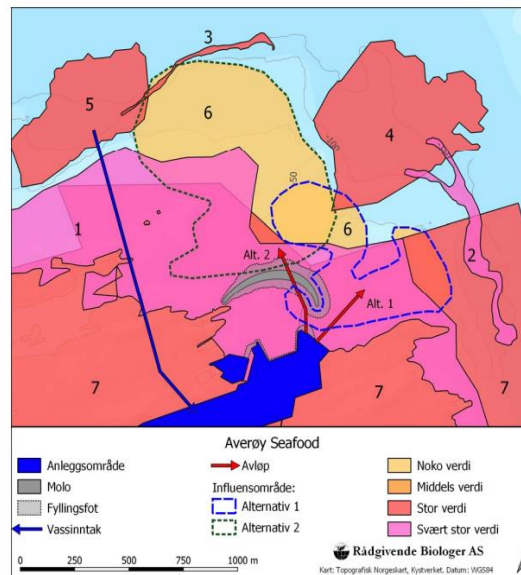 3
5
6
4
100
50
1
6
2
Alt. 2
Alt. 1
7
7
7
Averøy Seafood
Anleggsområde
Molo
Fyllingsfot
Vassinntak
Avløp
Influensområde:
Alternativ 1
Alternativ 2
Noko verdi
Middels verdi
Stor verdi
Svært stor verdi
0 250 500 750 1000 m
Rådgivende Biologer AS
Kart: Topografisk Norgeskart, Kystverket. Datum: WGS84